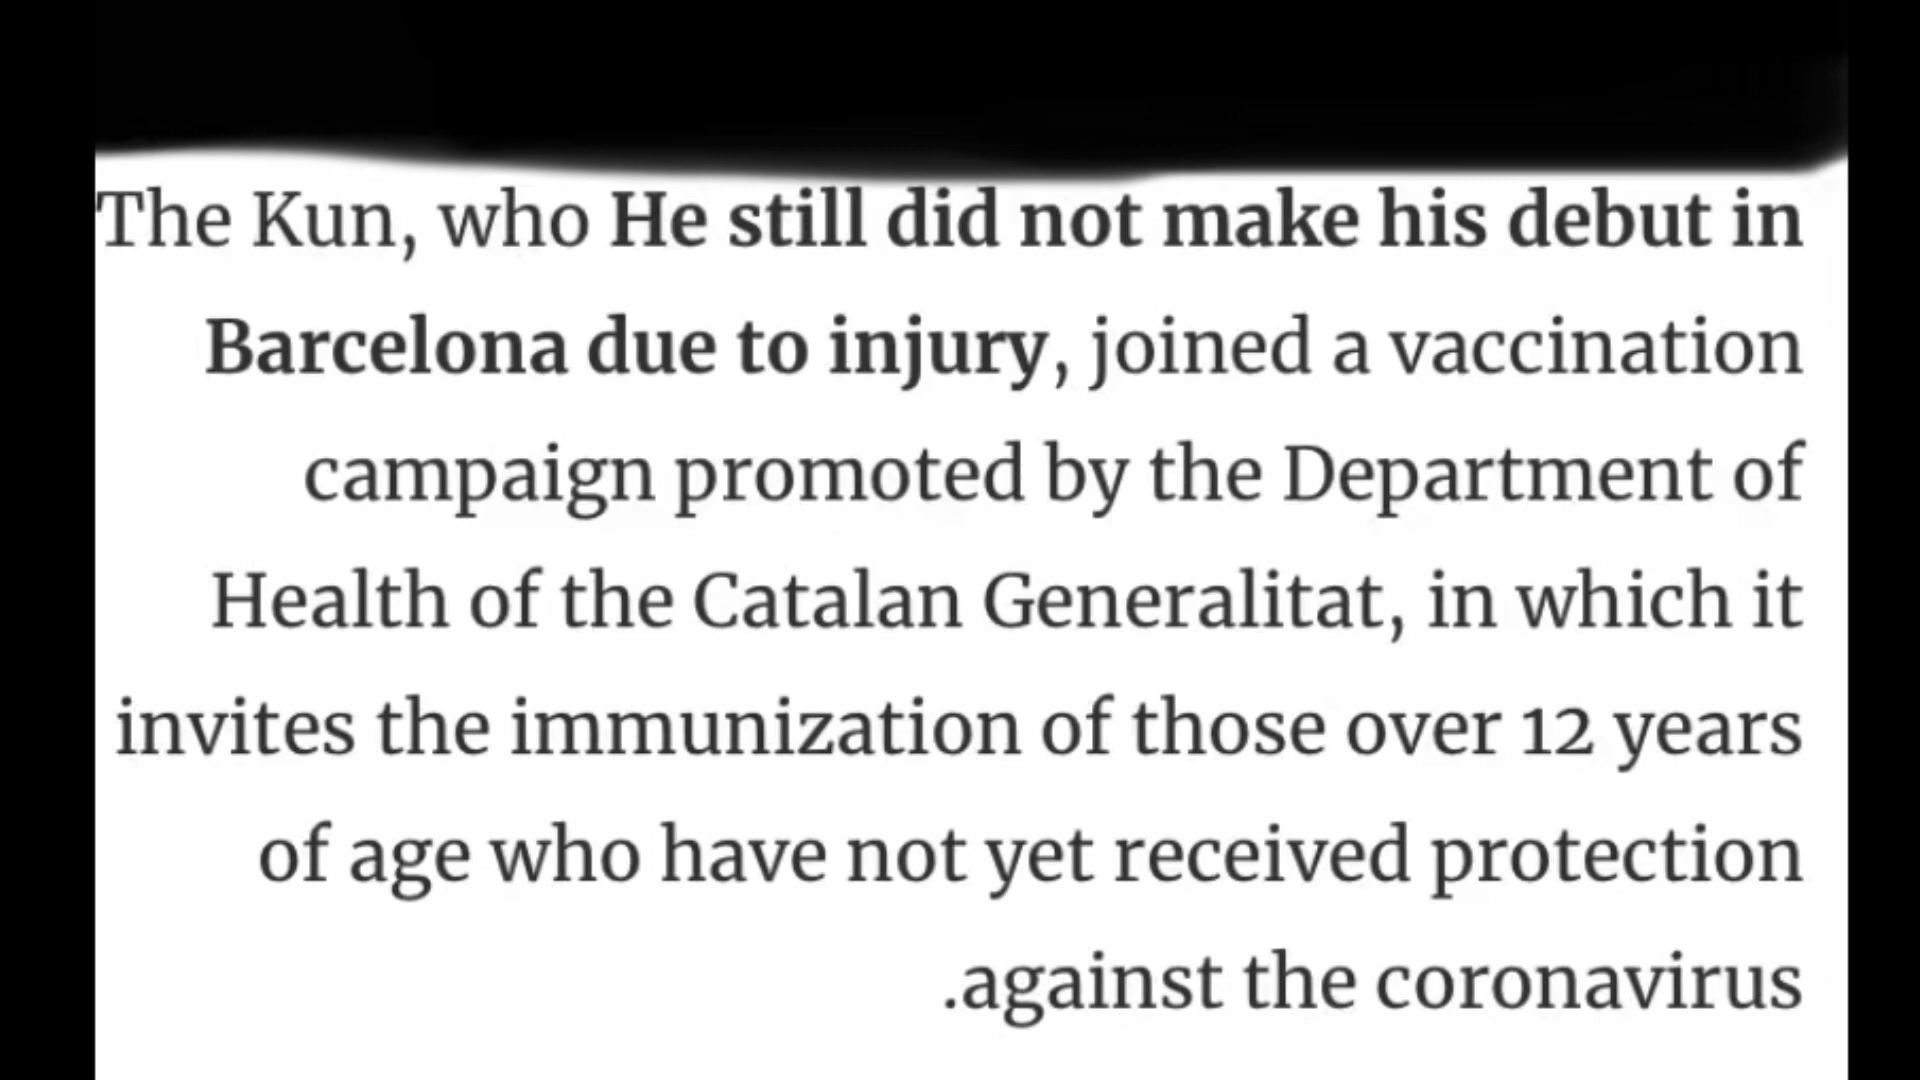 The Kun, who He still did not make his debut in
Barcelona due to injury, joined a vaccination
campaign promoted by the Department of
Health of the Catalan Generalitat, in which it
invites the immunization of those over 12 years
of age who have not yet received protection
.against the coronavirus